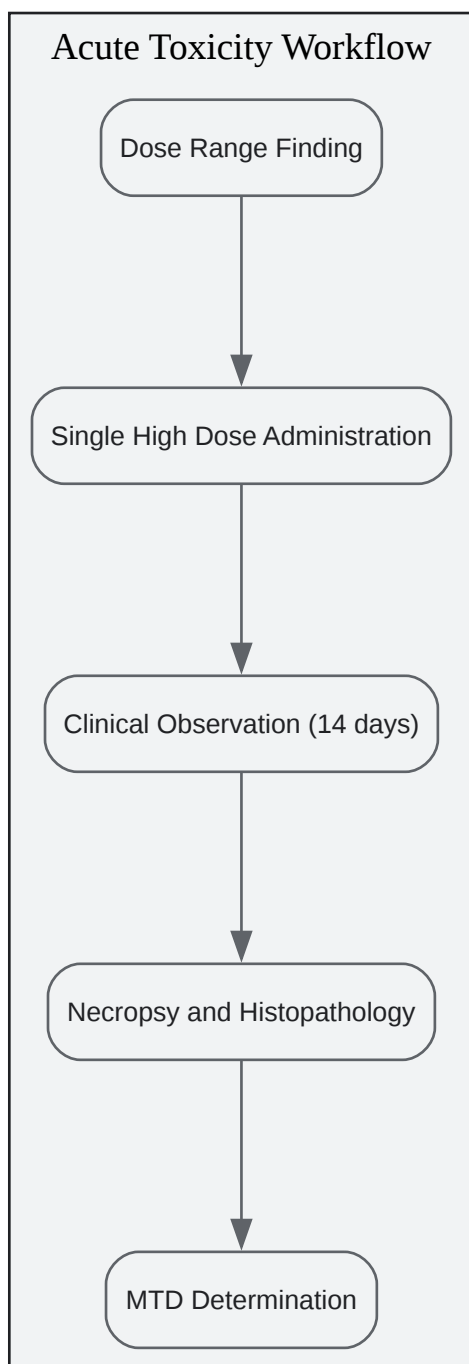 Acute Toxicity Workflow
Dose Range Finding
Single High Dose Administration
Clinical Observation (14 days)
Necropsy and Histopathology
MTD Determination